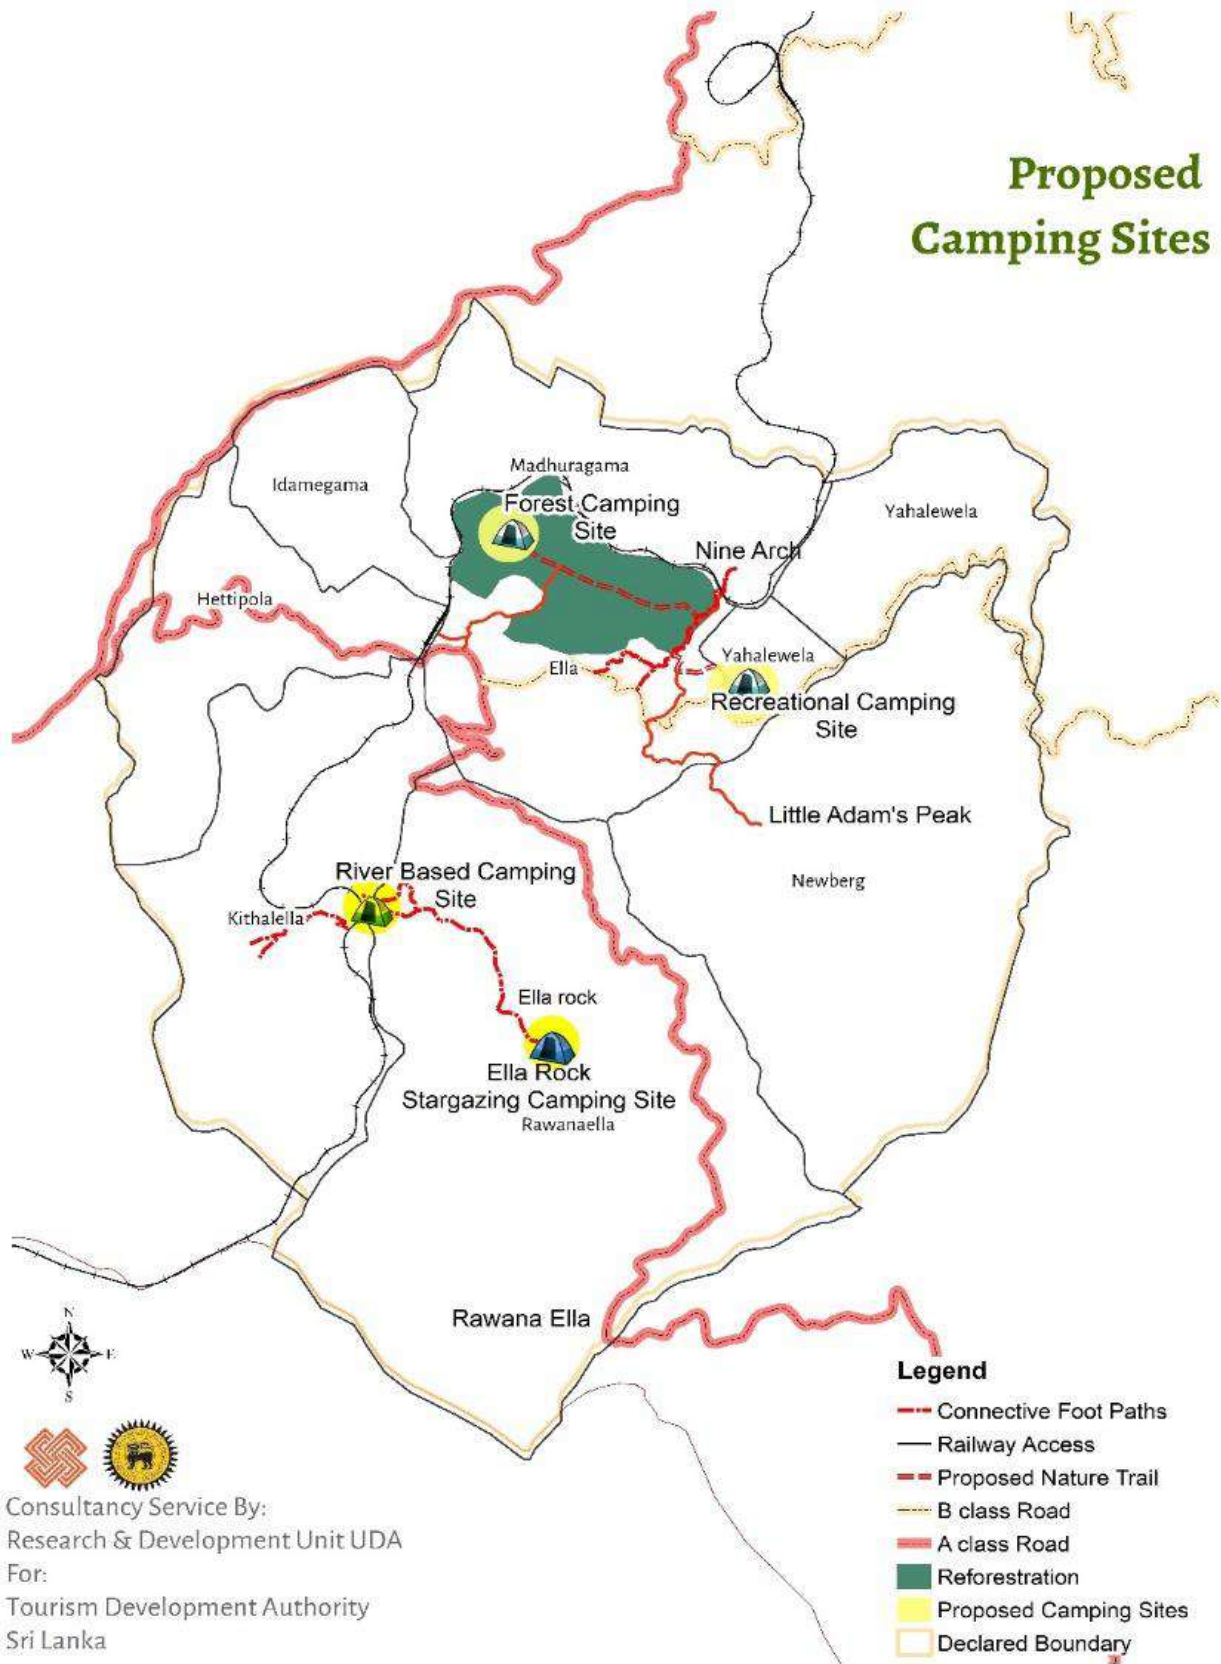 Proposed
Camping Sites
Madhuragama
Idamegama
Forest Camping
Site
Yahalewela
Nine Arch
Hettipola
Ella
Yahalewela
Recreational Camping
Site
Little Adam's Peak
River Based Camping
Site
Newberg
Kithalella
Ella rock
Ella Rock
Stargazing Camping Site
Rawanaella
Rawana Ella
N
W
E
S
Legend
Connective Foot Paths
Railway Access
Proposed Nature Trail
B class Road
A class Road
Reforestration
Proposed Camping Sites
Declared Boundary
Consultancy Service By:
Research & Development Unit UDA
For:
Tourism Development Authority
Sri Lanka